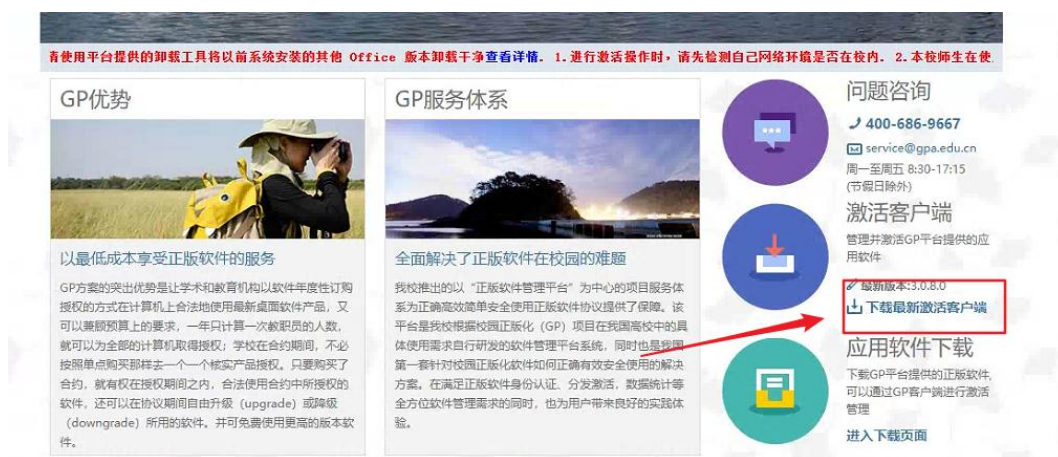 请使用平台提供的卸载工具将以前系统安装的其他 Office 版本卸载干净查看详情. 1.进行激活操作时，请先检测自己网络环境是否在校内. 2.本校师生在使
GP优势
以最低成本享受正版软件的服务
GP方案的突出优势是让学术和教育机构以软件年度性订购
授权的方式在计算机上合法地使用最新桌面软件产品，又
可以兼顾预算上的要求，一年只计算一次教职员的人数，
就可以为全部的计算机取得授权；学校在合约期间，不必
按照单点购买那样去一个一个核实产品授权。只要购买了
合约，就有权在授权期间之内，合法使用合约中所授权的
软件，还可以在协议期间自由升级（upgrade）或降级
（downgrade）所用的软件。并可免费使用更高的版本软
件。
GP服务体系
全面解决了正版软件在校园的难题
我校推出的以“正版软件管理平台”为中心的项目服务体
系为正确高效简单安全使用正版软件协议提供了保障。该
平台是我校根据校园正版化（GP）项目在我国高校中的具
体使用需求自行研发的软件管理平台系统，同时也是我国
第一套针对校园正版化软件如何正确有效安全使用的解决
方案。在满足正版软件身份认证、分发激活，数据统计等
全方位软件管理需求的同时，也为用户带来良好的实践体
验。
问题咨询
400-686-9667
service@gpa.edu.cn
周一至周五 8:30-17:15
(节假日除外)
激活客户端
管理并激活GP平台提供的应
用软件
最新版本:3.0.8.0
下载最新激活客户端
应用软件下载
下载GP平台提供的正版软件,
可以通过GP客户端进行激活
管理
进入下载页面